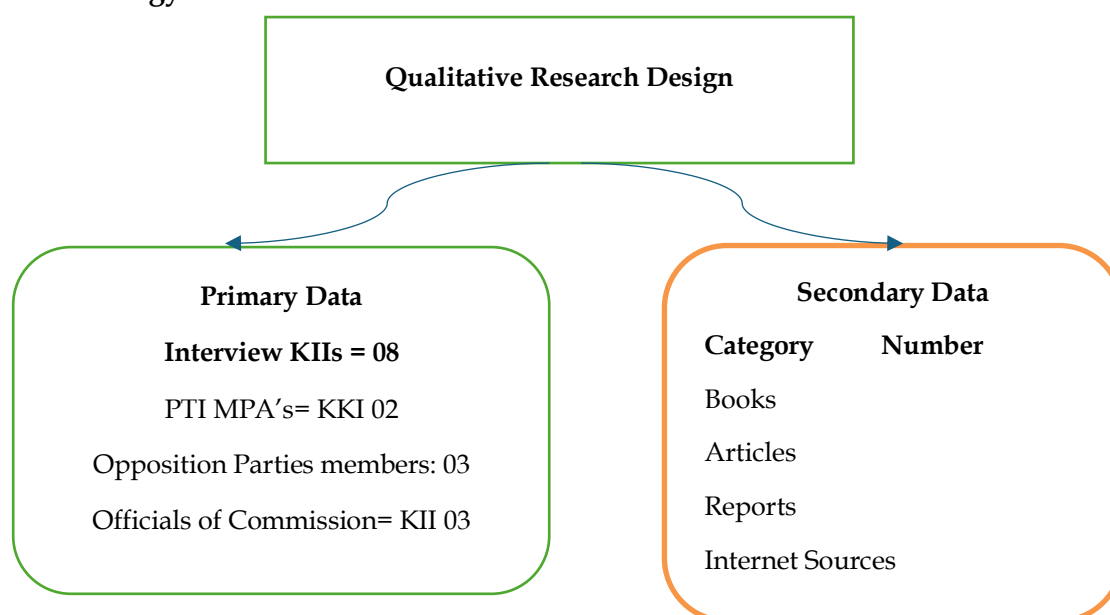 Qualitative Research Design
Primary Data
Interview KIIs = 08
PTI MPA’s= KKI 02
Opposition Parties members: 03
Officials of Commission= KII 03
Secondary Data
Category Number
Books
Articles
Reports
Internet Sources